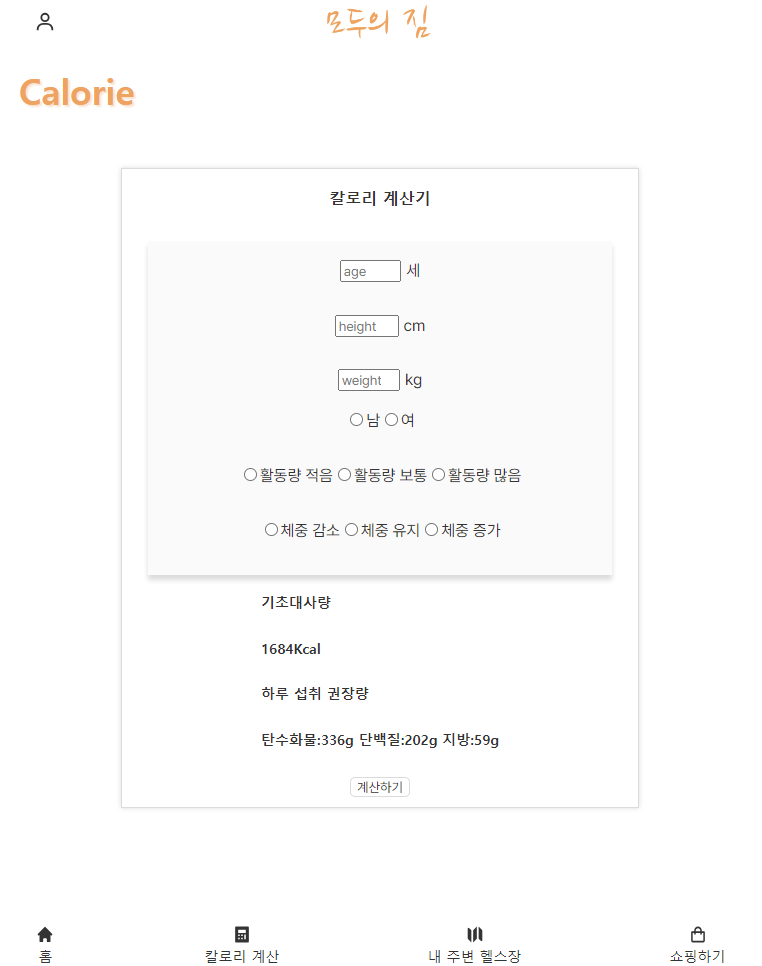 모두의 짐
Calorie
칼로리 계산기
age 세
height cm
weight kg
남 여
활동량 적음 활동량 보통 활동량 많음
체중 감소 체중 유지 체중 증가
기초대사량
1684Kcal
하루 섭취 권장량
탄수화물:336g 단백질:202g 지방:59g
계산하기
홈 칼로리 계산 내 주변 헬스장 쇼핑하기